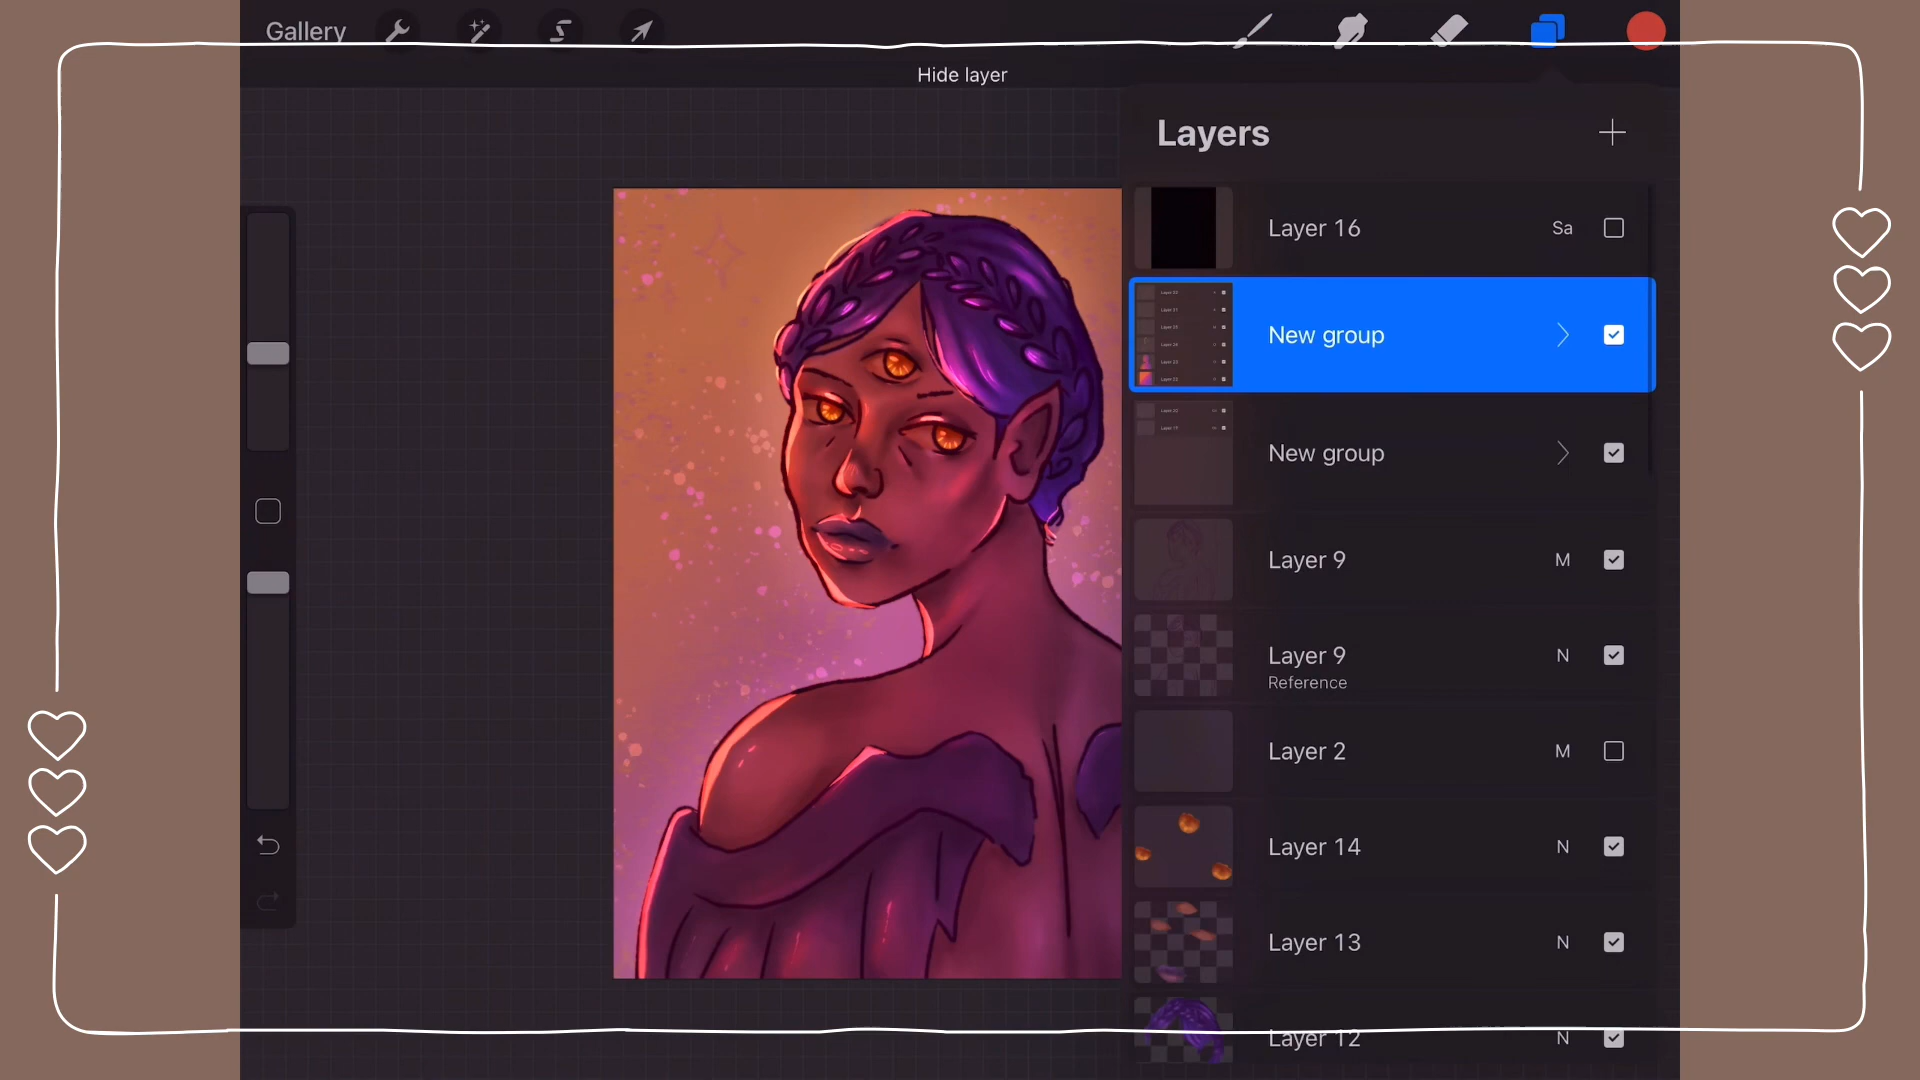 Gallery
Hide layer
Layers
Layer 16 Sa
New group
New group
Layer 9 M
Layer 9 N
Reference
Layer 2 M
Layer 14 N
Layer 13 N
Layer 12 N